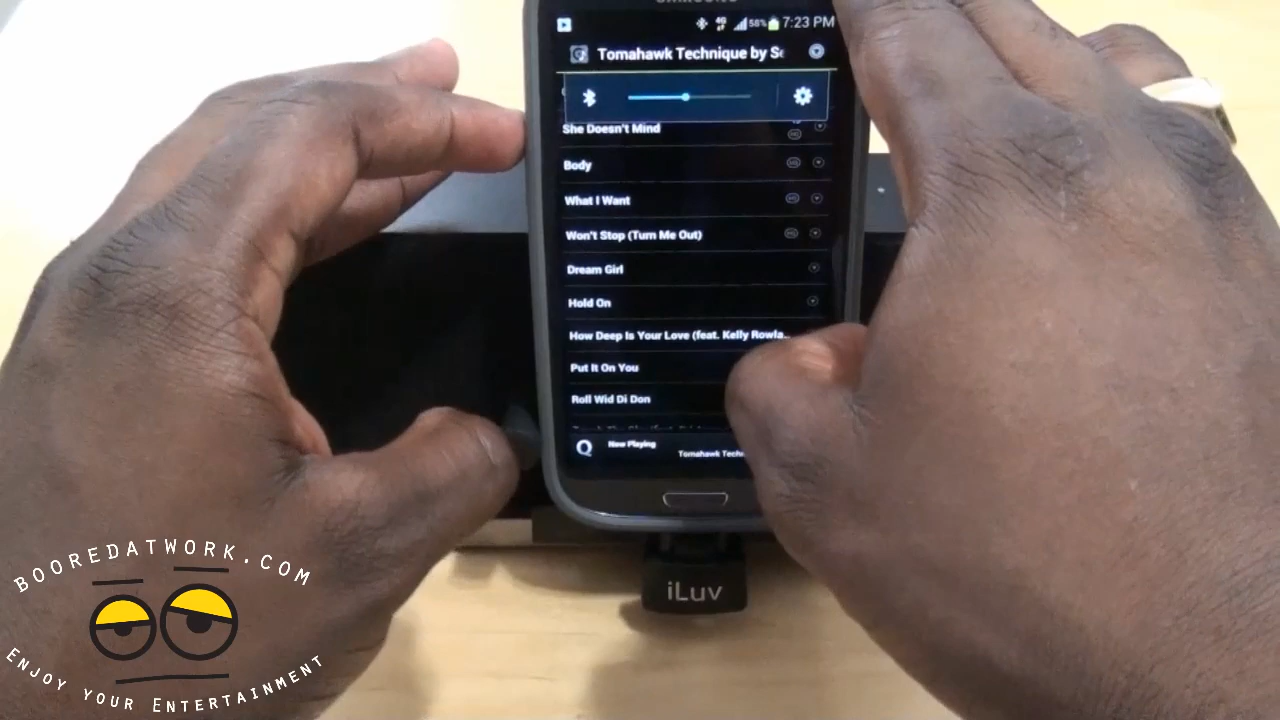 58% 7:23 PM
Tomahawk Technique by Se
She Doesn't Mind
Body
What I Want
Won't Stop (Turn Me Out)
Dream Girl
Hold On
How Deep Is Your Love (feat. Kelly Rowla...
Put It On You
Roll Wid Di Don
Q Now Playing
Tomahawk Techn
iLuv
BOOREDATWORK.COM
ENJOY YOUR ENTERTAINMENT